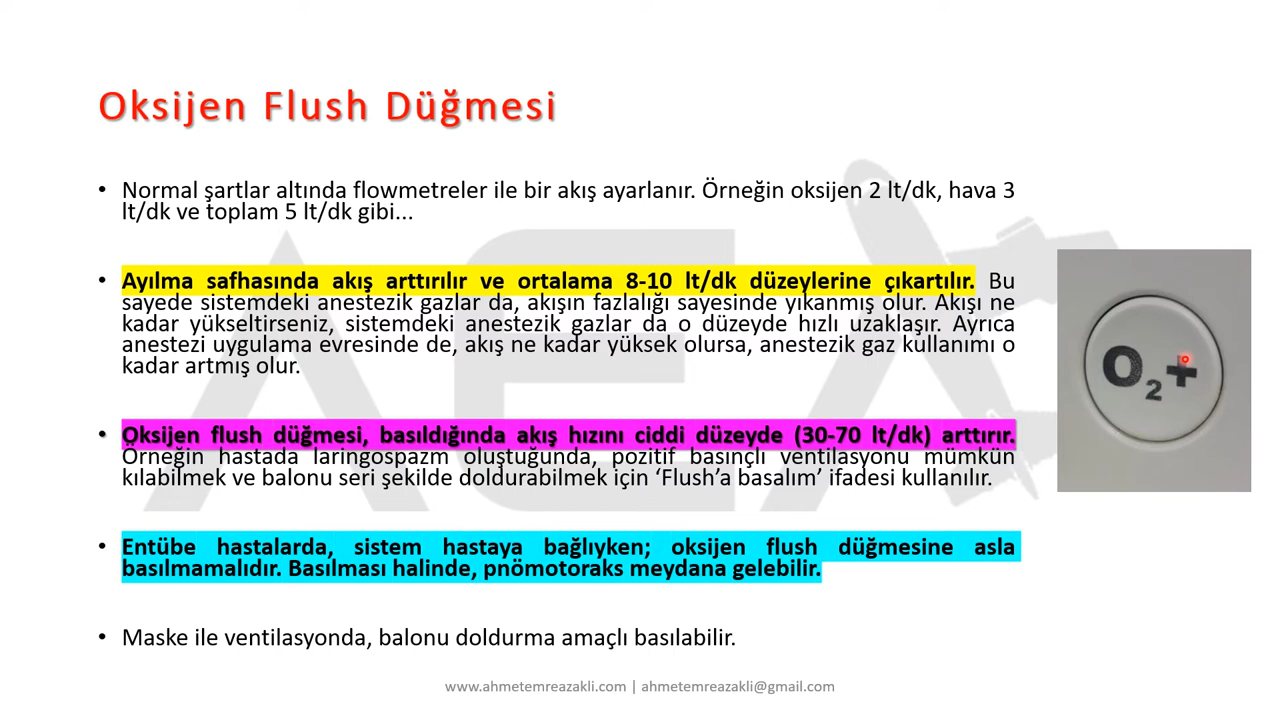 Oksijen Flush Düğmesi
• Normal şartlar altında flowmetreler ile bir akış ayarlanır. Örneğin oksijen 2 lt/dk, hava 3
lt/dk ve toplam 5 lt/dk gibi...
• Ayılma safhasında akış arttırılır ve ortalama 8-10 lt/dk düzeylerine çıkartılır. Bu
sayede sistemdeki anestezik gazlar da, akışın fazlalığı sayesinde yıkanmış olur. Akışı ne
kadar yükseltirseniz, sistemdeki anestezik gazlar da o düzeyde hızlı uzaklaşır. Ayrıca
anestezi uygulama evresinde de, akış ne kadar yüksek olursa, anestezik gaz kullanımı o
kadar artmış olur.
• Oksijen flush düğmesi, basıldığında akış hızını ciddi düzeyde (30-70 lt/dk) arttırır.
Örneğin hastada laringospazm oluştuğunda, pozitif basınçlı ventilasyonu mümkün
kılabilmek ve balonu seri şekilde doldurabilmek için ‘Flush’a basalım’ ifadesi kullanılır.
• Entübe hastalarda, sistem hastaya bağlıyken; oksijen flush düğmesine asla
basılmamalıdır. Basılması halinde, pnömotoraks meydana gelebilir.
• Maske ile ventilasyonda, balonu doldurma amaçlı basılabilir.
O2+
AEA
www.ahmetemreazakli.com | ahmetemreazakli@gmail.com